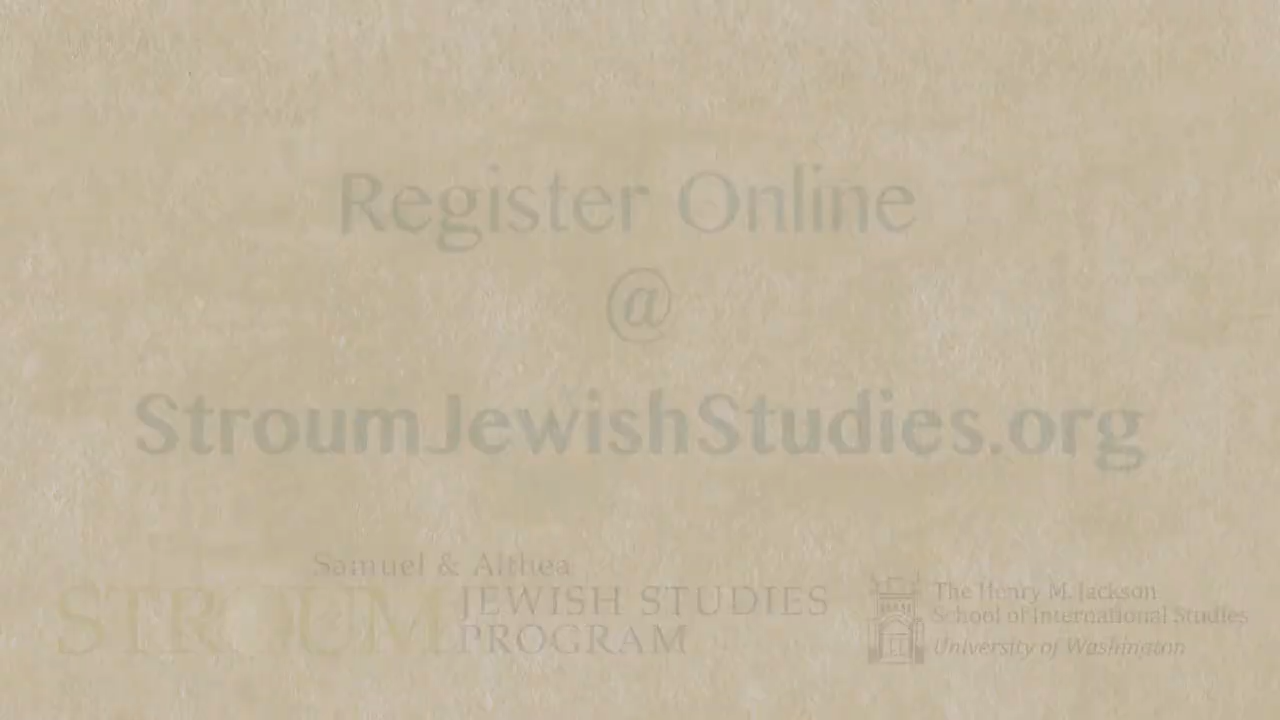 Register Online
@
StroumJewishStudies.org
Samuel & Althea
STROUM JEWISH STUDIES
PROGRAM
The Henry M. Jackson
School of International Studies
University of Washington